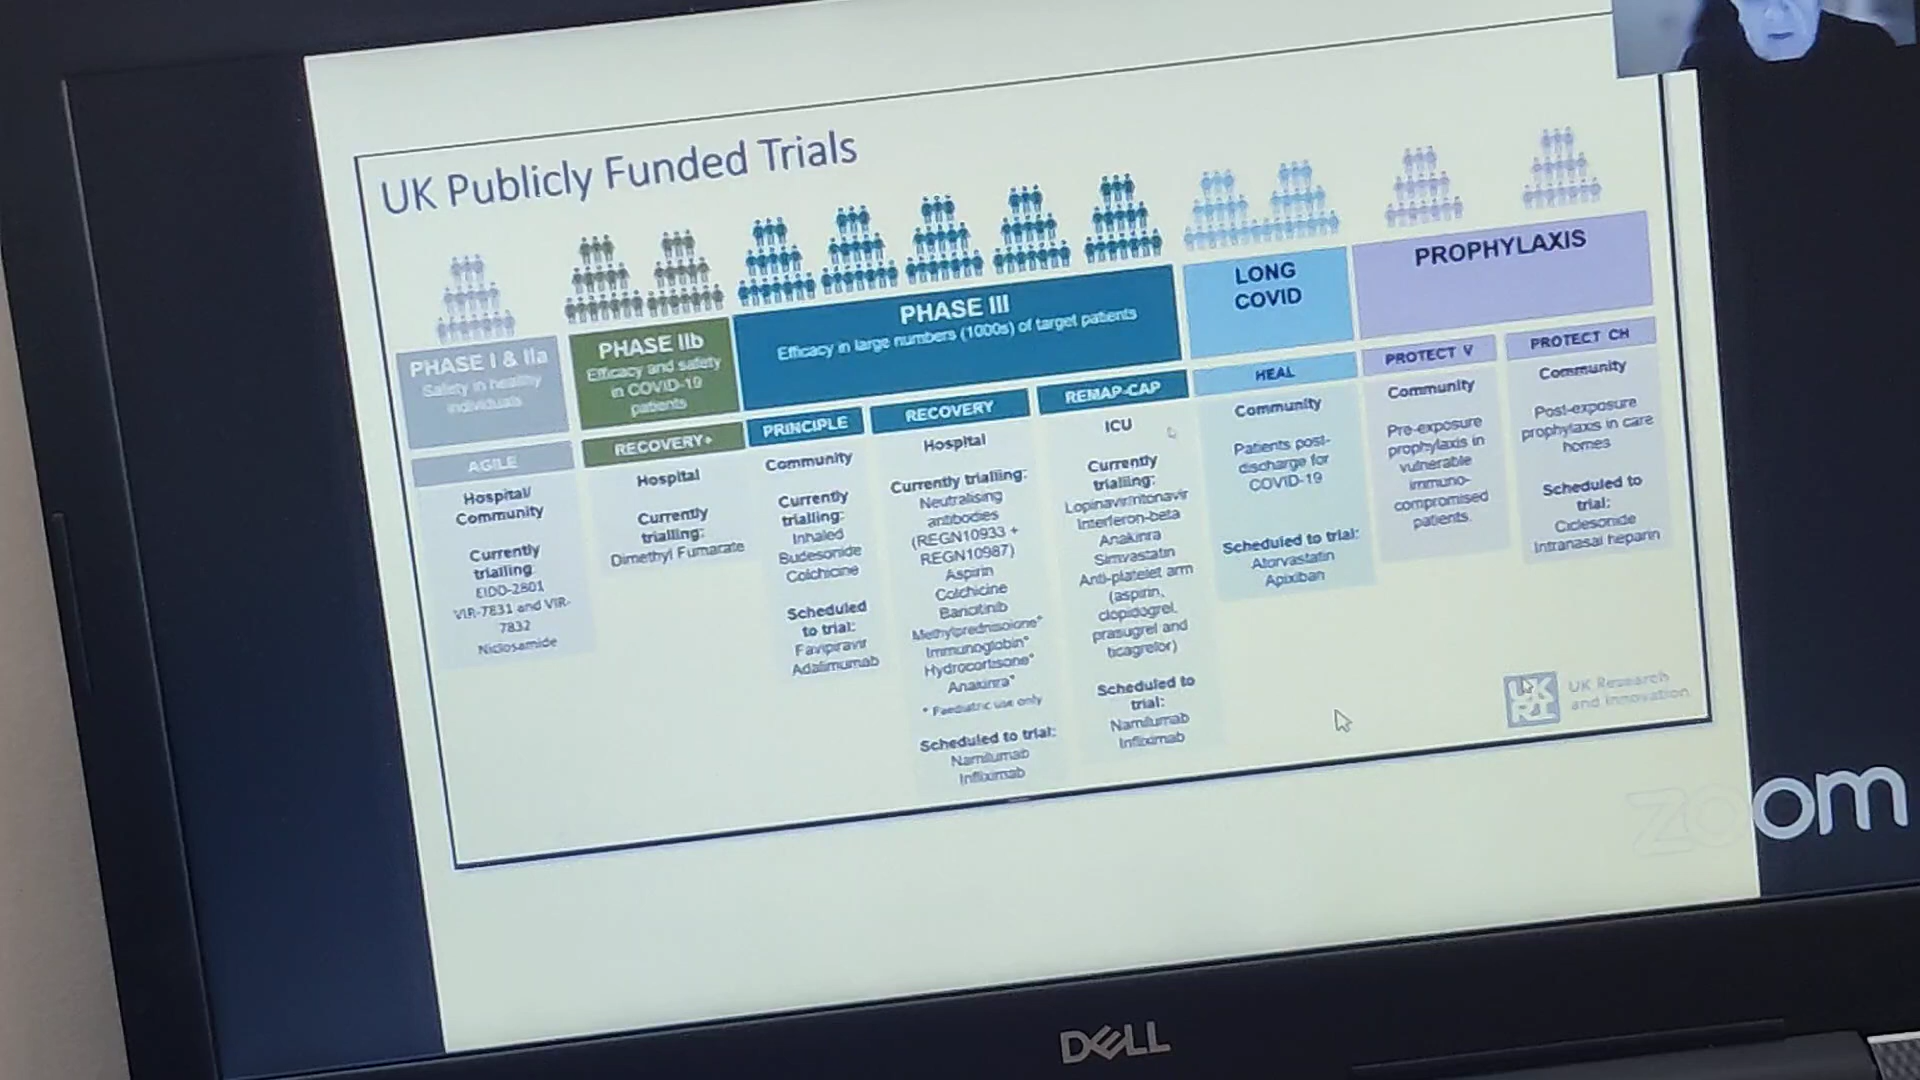 UK Publicly Funded Trials
PHASE I & IIa
Safety in healthy
individuals
AGILE
Hospital/
Community
Currently
trialling:
EIDD-2801
VIR-7831 and VIR-
7832
Niclosamide
PHASE IIb
Efficacy and safety
in COVID-19
patients
RECOVERY+
Hospital
Currently
trialling:
Dimethyl Fumarate
PHASE III
Efficacy in large numbers (1000s) of target patients
PRINCIPLE
Community
Currently
trialling:
Inhaled
Budesonide
Colchicine
Scheduled
to trial:
Favipiravir
Adalimumab
RECOVERY
Hospital
Currently trialling:
Neutralising
antibodies
(REGN10933 +
REGN10987)
Aspirin
Colchicine
Baricitinib
Methylprednisolone*
Immunoglobin*
Hydrocortisone*
Anakinra*
* Paediatric use only
Scheduled to trial:
Namilumab
Infliximab
REMAP-CAP
ICU
Currently
trialling:
Lopinavir/ritonavir
Interferon-beta
Anakinra
Simvastatin
Anti-platelet arm
(aspirin,
clopidogrel,
prasugrel and
ticagrelor)
Scheduled to
trial:
Namilumab
Infliximab
LONG
COVID
HEAL
Community
Patients post-
discharge for
COVID-19
Scheduled to trial:
Atorvastatin
Apixiban
PROPHYLAXIS
PROTECT V
Community
Pre-exposure
prophylaxis in
vulnerable
immuno-
compromised
patients.
PROTECT CH
Community
Post-exposure
prophylaxis in care
homes
Scheduled to
trial:
Ciclesonide
Intranasal heparin
UK
RI
UK Research
and Innovation
zoom
DELL